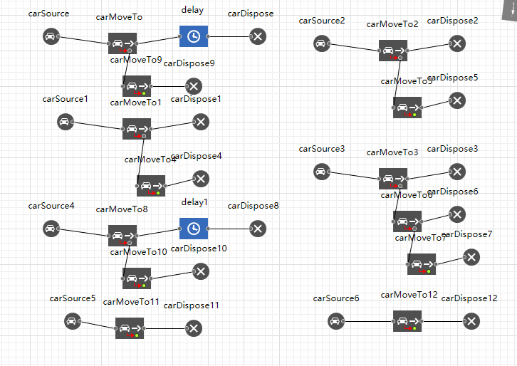 carSource
carMoveTo
delay
carDispose
carMoveTo9
carDispose9
carSource1
carMoveTo1
carDispose1
carMoveTo4
carDispose4
carSource4
carMoveTo8
delay1
carDispose8
carMoveTo10
carDispose10
carSource5
carMoveTo11
carDispose11
carSource2
carMoveTo2
carDispose2
carMoveTo5
carDispose5
carSource3
carMoveTo3
carDispose3
carMoveTo6
carDispose6
carMoveTo7
carDispose7
carSource6
carMoveTo12
carDispose12